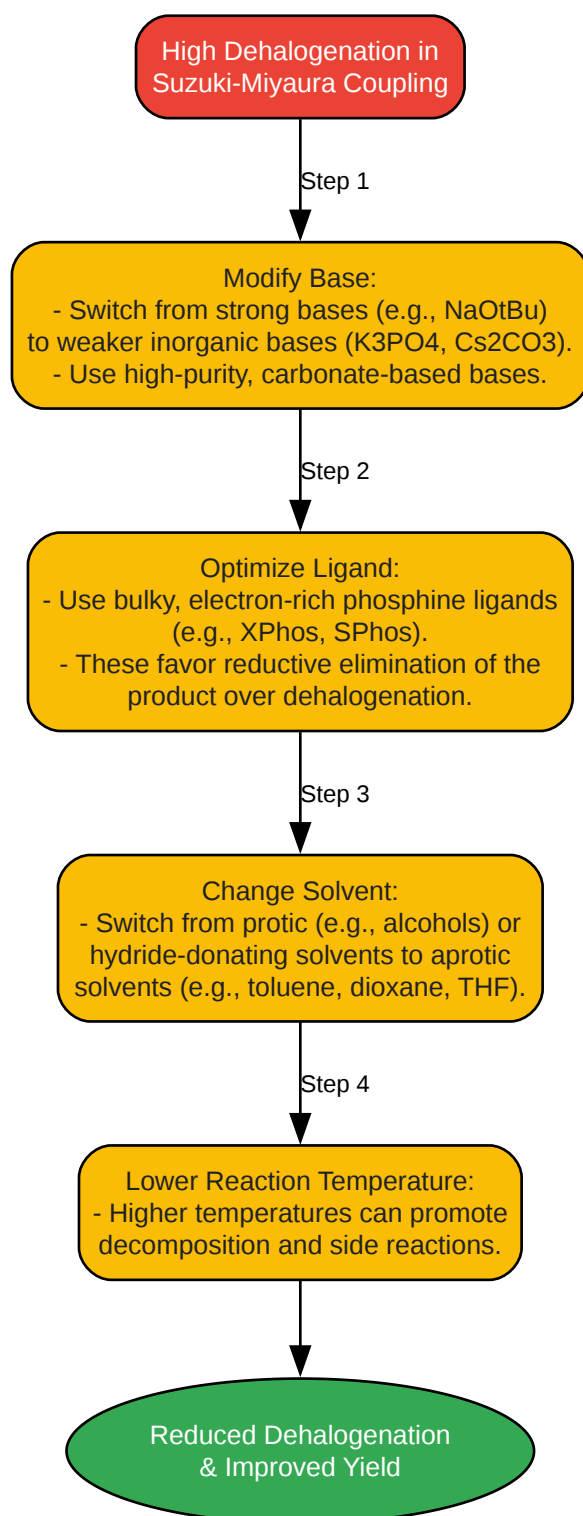 High Dehalogenation in
Suzuki-Miyaura Coupling
Step 1
Modify Base:
- Switch from strong bases (e.g., NaOtBu)
to weaker inorganic bases (K3PO4, Cs2CO3).
- Use high-purity, carbonate-based bases.
Step 2
Optimize Ligand:
- Use bulky, electron-rich phosphine ligands
(e.g., XPhos, SPhos).
- These favor reductive elimination of the
product over dehalogenation.
Step 3
Change Solvent:
- Switch from protic (e.g., alcohols) or
hydride-donating solvents to aprotic
solvents (e.g., toluene, dioxane, THF).
Step 4
Lower Reaction Temperature:
- Higher temperatures can promote
decomposition and side reactions.
Reduced Dehalogenation
& Improved Yield